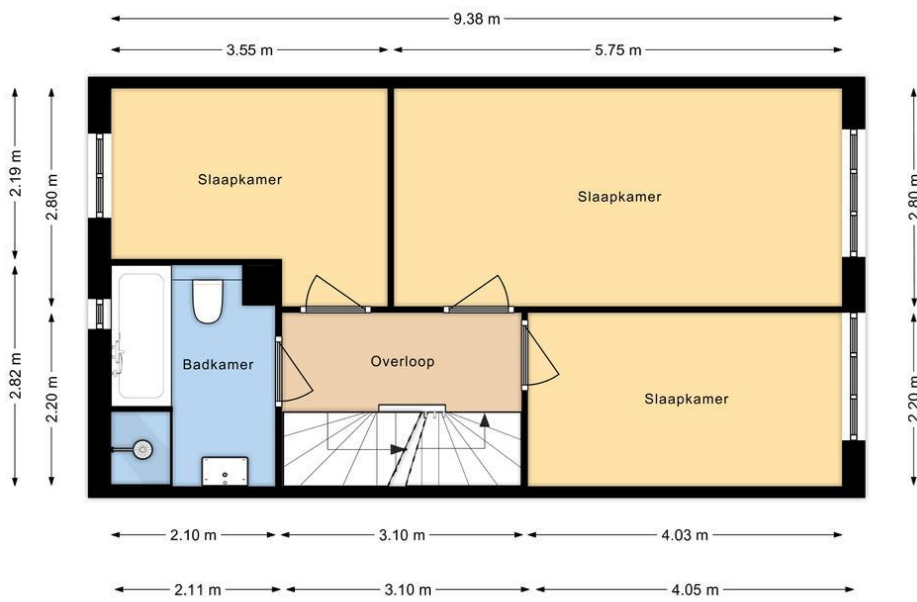 9.38 m
3.55 m
5.75 m
2.19 m
2.80 m
2.80 m
Slaapkamer
Slaapkamer
2.82 m
2.20 m
2.20 m
Badkamer
Overloop
Slaapkamer
2.10 m
3.10 m
4.03 m
2.11 m
3.10 m
4.05 m